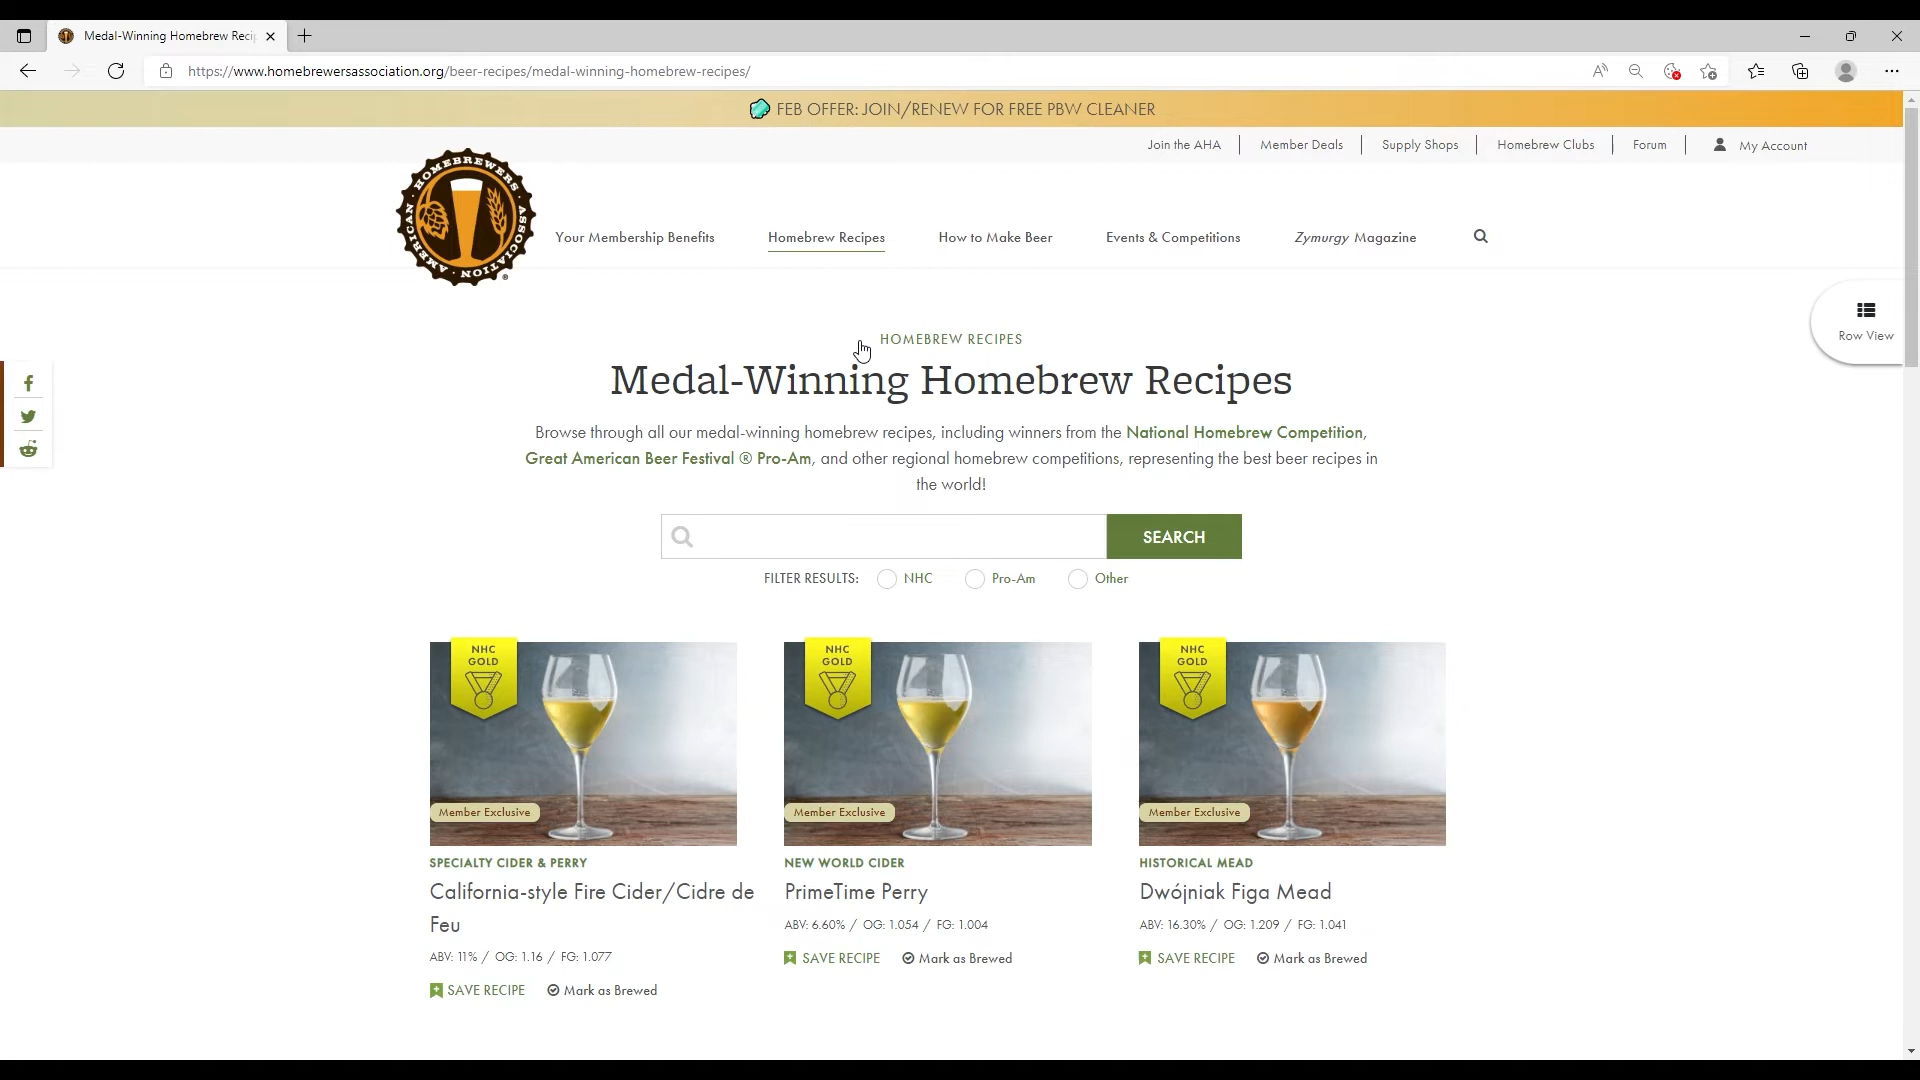 Medal-Winning Homebrew Reci
https://www.homebrewersassociation.org/beer-recipes/medal-winning-homebrew-recipes/
FEB OFFER: JOIN/RENEW FOR FREE PBW CLEANER
Join the AHA
Member Deals
Supply Shops
Homebrew Clubs
Forum
My Account
AMERICAN HOMEBREWERS ASSOCIATION ®
Your Membership Benefits
Homebrew Recipes
How to Make Beer
Events & Competitions
Zymurgy Magazine
Row View
HOMEBREW RECIPES
Medal-Winning Homebrew Recipes
Browse through all our medal-winning homebrew recipes, including winners from the National Homebrew Competition,
Great American Beer Festival ® Pro-Am, and other regional homebrew competitions, representing the best beer recipes in
the world!
SEARCH
FILTER RESULTS: NHC Pro-Am Other
NHC
GOLD
Member Exclusive
SPECIALTY CIDER & PERRY
California-style Fire Cider/Cidre de
Feu
ABV: 11% / OG: 1.16 / FG: 1.077
SAVE RECIPE Mark as Brewed
NHC
GOLD
Member Exclusive
NEW WORLD CIDER
PrimeTime Perry
ABV: 6.60% / OG: 1.054 / FG: 1.004
SAVE RECIPE Mark as Brewed
NHC
GOLD
Member Exclusive
HISTORICAL MEAD
Dwójniak Figa Mead
ABV: 16.30% / OG: 1.209 / FG: 1.041
SAVE RECIPE Mark as Brewed